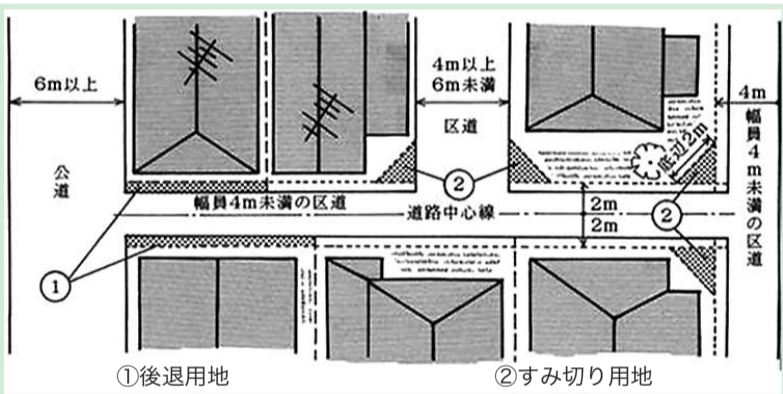 6m以上
公道
4m以上
6m未満
区道
4m
幅員4m未満の区道
底辺2m
②
幅員4m未満の区道
道路中心線
2m
2m
②
①
①後退用地
②すみ切り用地